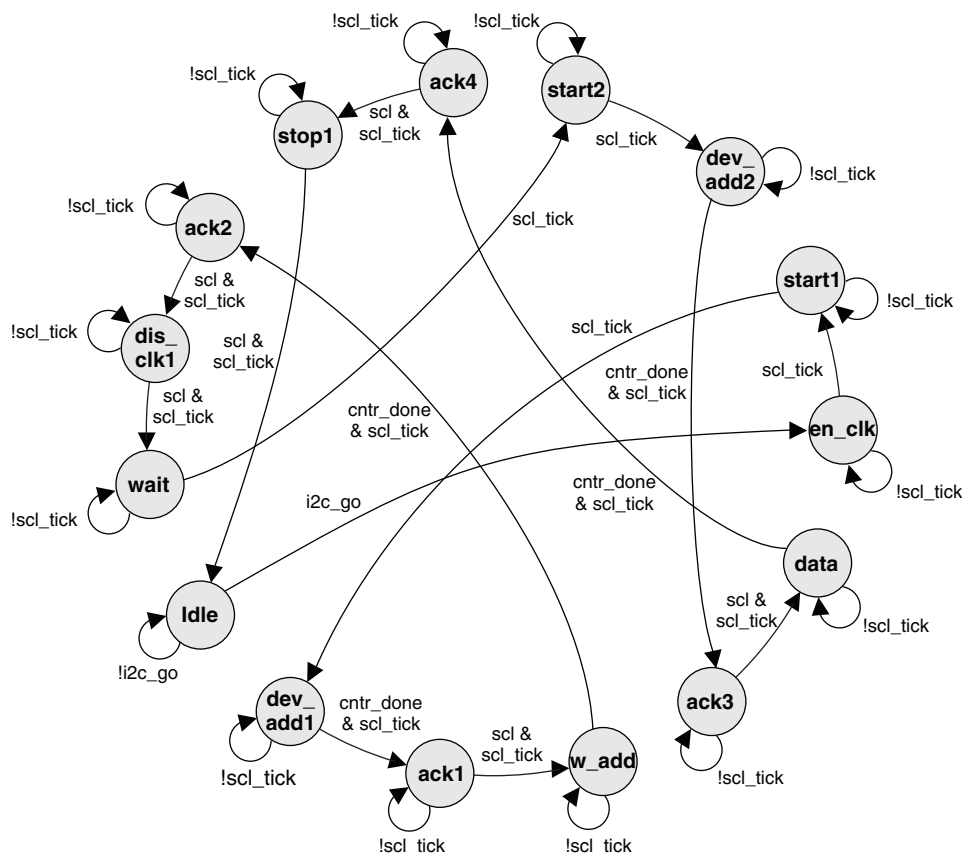 !scl_tick
ack4
scl &
scl_tick
!scl_tick
start2
scl_tick
!scl_tick
stop1
dev_
add2
!scl_tick
!scl_tick
ack2
scl &
scl_tick
scl_tick
start1
!scl_tick
!scl_tick
dis_
clk1
scl &
scl_tick
scl &
scl_tick
scl_tick
cntr_done
& scl_tick
scl_tick
cntr_done
& scl_tick
en_clk
!scl_tick
wait
!scl_tick
i2c_go
cntr_done
& scl_tick
data
!scl_tick
Idle
!i2c_go
scl &
scl_tick
ack3
!scl_tick
dev_
add1
!scl_tick
cntr_done
& scl_tick
ack1
!scl_tick
scl &
scl_tick
w_add
!scl_tick